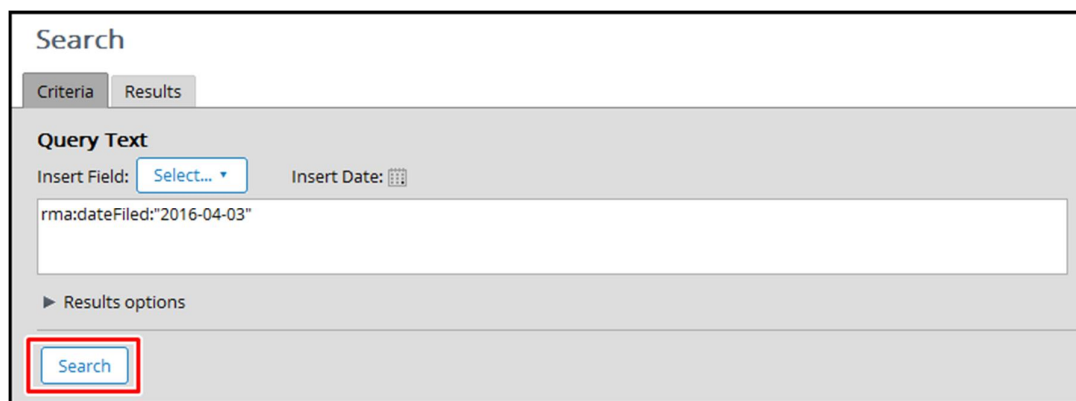 Search
Criteria Results
Query Text
Insert Field: Select... Insert Date:
rma:dateFiled:"2016-04-03"
Results options
Search